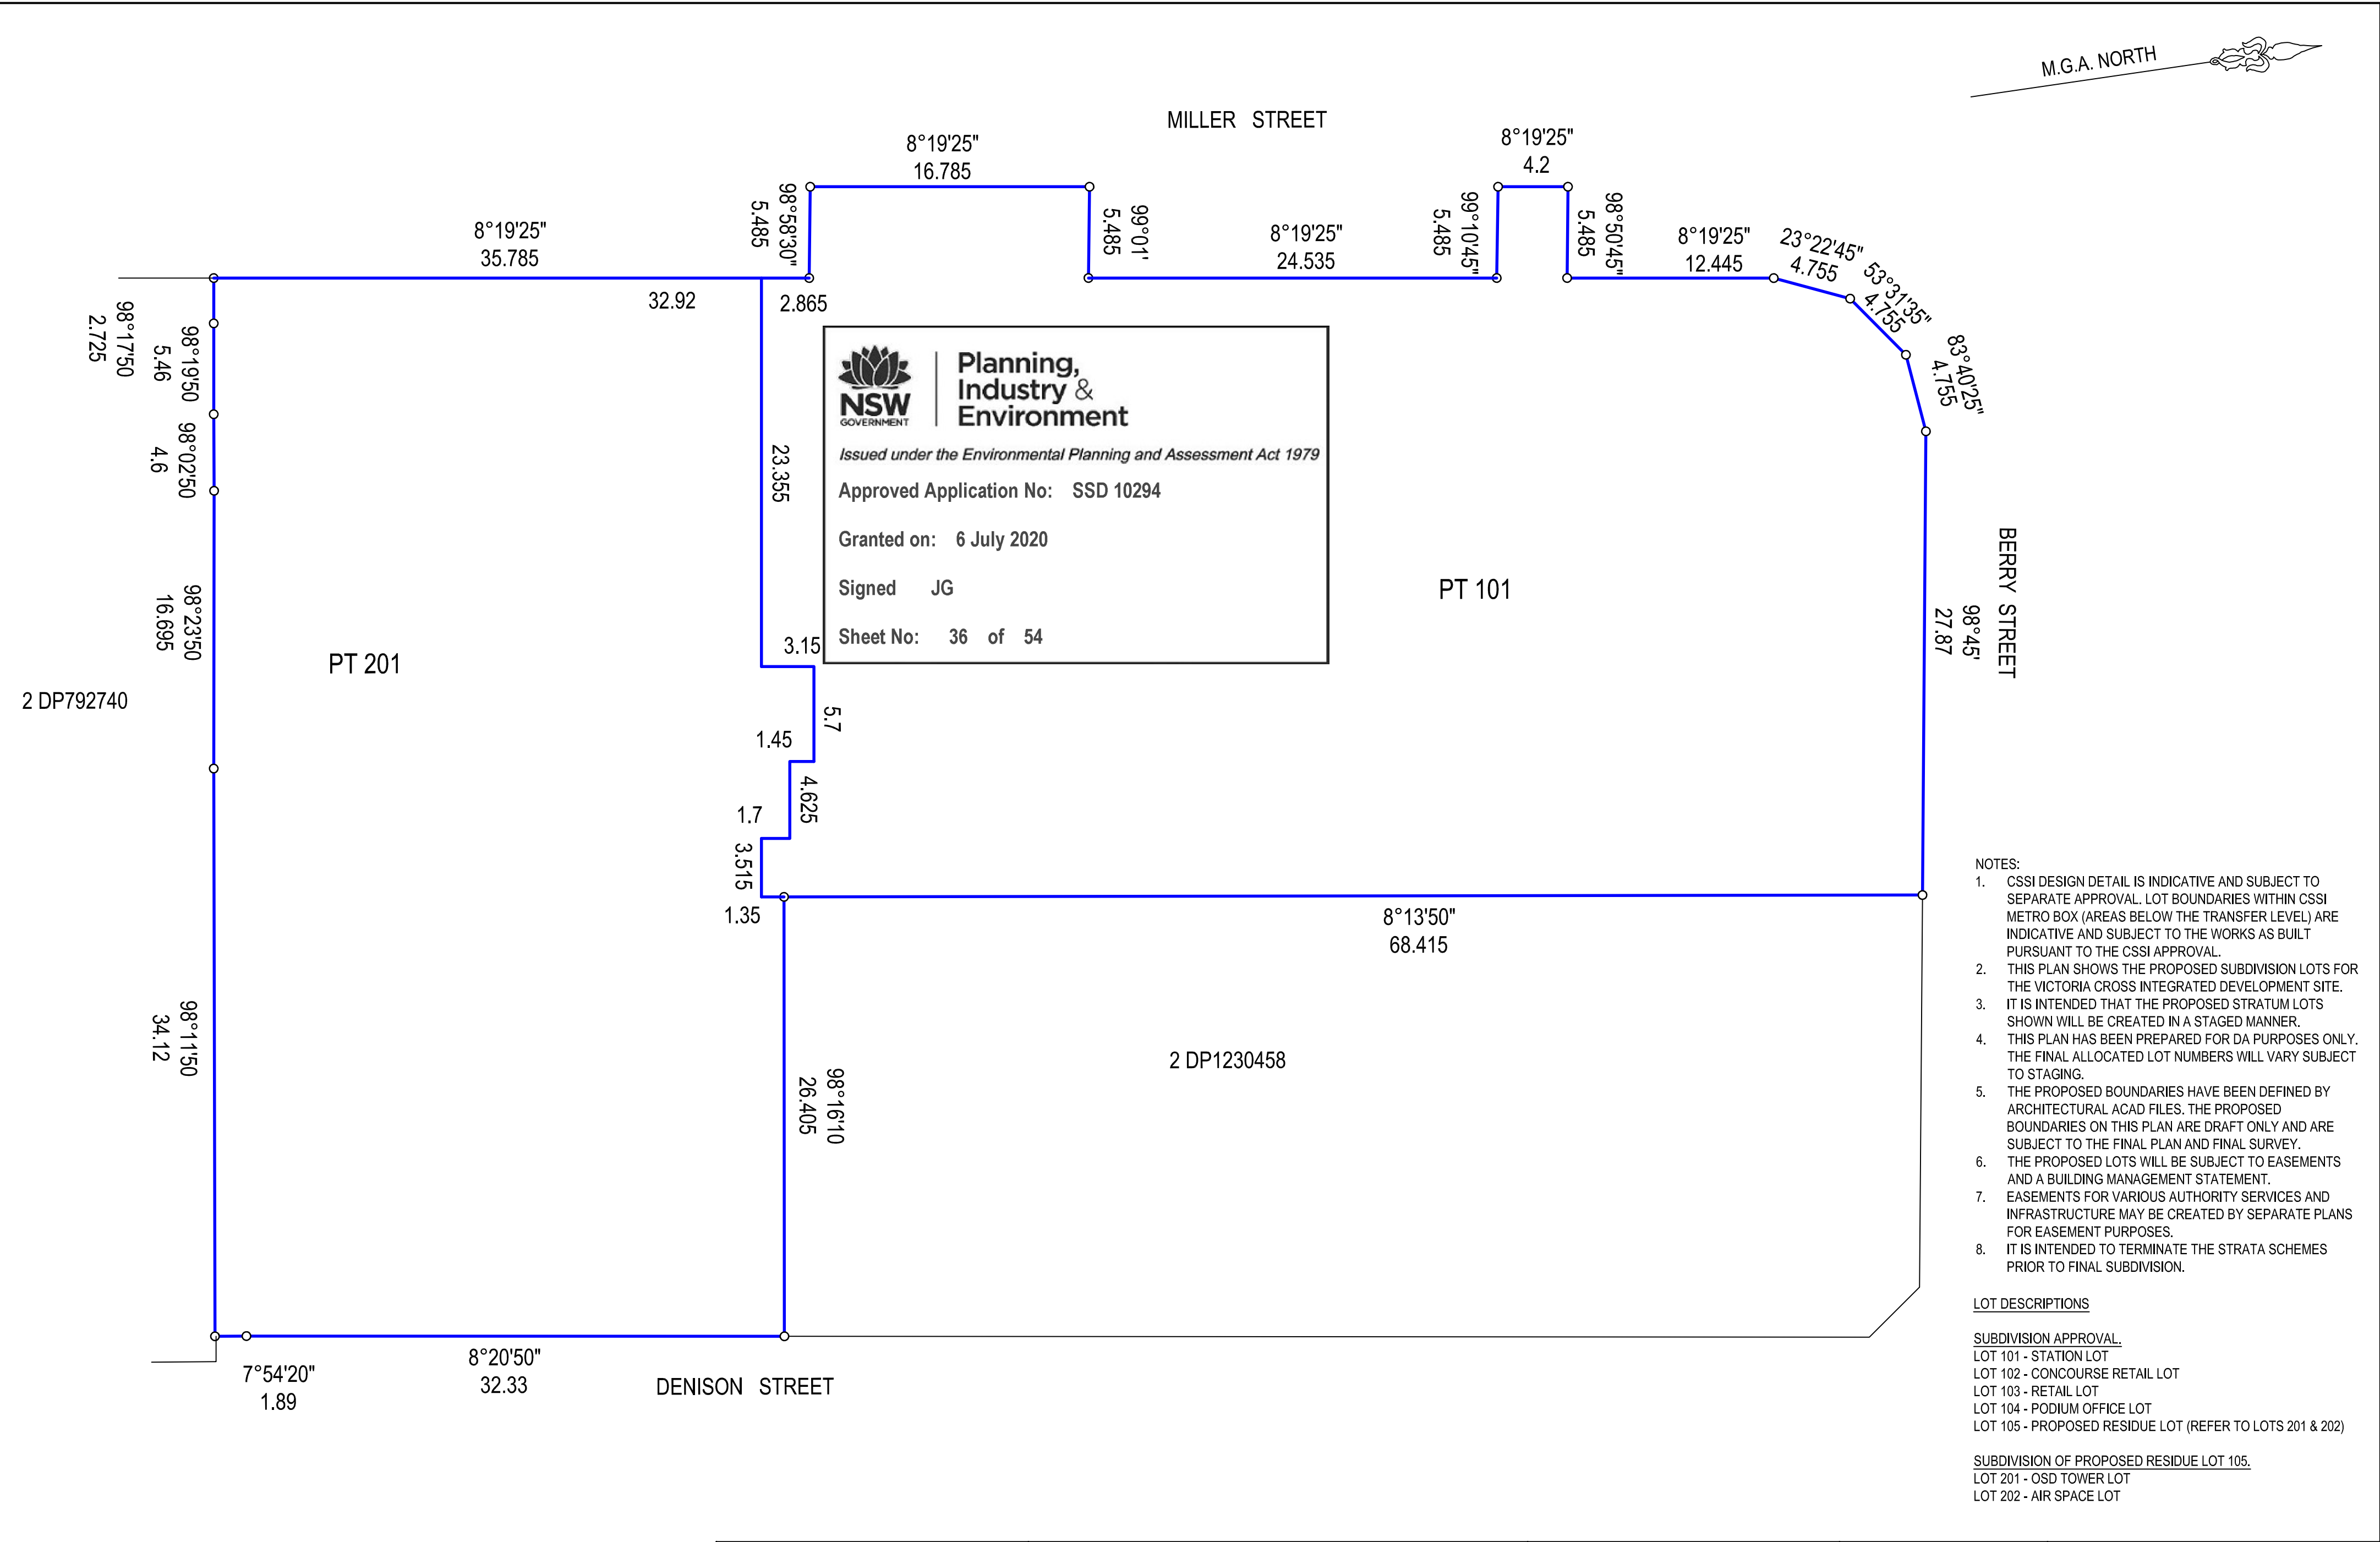 M.G.A. NORTH
MILLER STREET
8°19'25"
16.785
8°19'25"
4.2
98°58'30"
5.485
99°01'
5.485
99°10'45"
5.485
98°50'45"
5.485
8°19'25"
35.785
8°19'25"
24.535
8°19'25"
12.445
23°22'45"
4.755
53°31'35"
4.755
83°40'25"
4.755
32.92
2.865
98°17'50
2.725
98°19'50
5.46
98°02'50
4.6
98°23'50
16.695
23.355
NSW
GOVERNMENT
Planning,
Industry &
Environment
Issued under the Environmental Planning and Assessment Act 1979
Approved Application No: SSD 10294
Granted on: 6 July 2020
Signed JG
Sheet No: 36 of 54
PT 101
BERRY STREET
98°45'
27.87
3.15
PT 201
2 DP792740
5.7
1.45
4.625
1.7
3.515
1.35
8°13'50"
68.415
98°11'50
34.12
98°16'10
26.405
2 DP1230458
7°54'20"
1.89
8°20'50"
32.33
DENISON STREET
NOTES:
1. CSSI DESIGN DETAIL IS INDICATIVE AND SUBJECT TO
SEPARATE APPROVAL. LOT BOUNDARIES WITHIN CSSI
METRO BOX (AREAS BELOW THE TRANSFER LEVEL) ARE
INDICATIVE AND SUBJECT TO THE WORKS AS BUILT
PURSUANT TO THE CSSI APPROVAL.
2. THIS PLAN SHOWS THE PROPOSED SUBDIVISION LOTS FOR
THE VICTORIA CROSS INTEGRATED DEVELOPMENT SITE.
3. IT IS INTENDED THAT THE PROPOSED STRATUM LOTS
SHOWN WILL BE CREATED IN A STAGED MANNER.
4. THIS PLAN HAS BEEN PREPARED FOR DA PURPOSES ONLY.
THE FINAL ALLOCATED LOT NUMBERS WILL VARY SUBJECT
TO STAGING.
5. THE PROPOSED BOUNDARIES HAVE BEEN DEFINED BY
ARCHITECTURAL ACAD FILES. THE PROPOSED
BOUNDARIES ON THIS PLAN ARE DRAFT ONLY AND ARE
SUBJECT TO THE FINAL PLAN AND FINAL SURVEY.
6. THE PROPOSED LOTS WILL BE SUBJECT TO EASEMENTS
AND A BUILDING MANAGEMENT STATEMENT.
7. EASEMENTS FOR VARIOUS AUTHORITY SERVICES AND
INFRASTRUCTURE MAY BE CREATED BY SEPARATE PLANS
FOR EASEMENT PURPOSES.
8. IT IS INTENDED TO TERMINATE THE STRATA SCHEMES
PRIOR TO FINAL SUBDIVISION.
LOT DESCRIPTIONS
SUBDIVISION APPROVAL.
LOT 101 - STATION LOT
LOT 102 - CONCOURSE RETAIL LOT
LOT 103 - RETAIL LOT
LOT 104 - PODIUM OFFICE LOT
LOT 105 - PROPOSED RESIDUE LOT (REFER TO LOTS 201 & 202)
SUBDIVISION OF PROPOSED RESIDUE LOT 105.
LOT 201 - OSD TOWER LOT
LOT 202 - AIR SPACE LOT